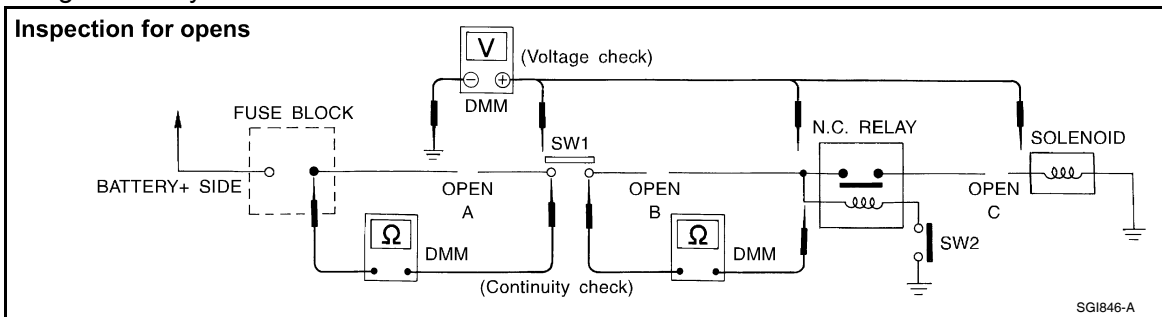 Inspection for opens
V
(Voltage check)
DMM
FUSE BLOCK
SW1
N.C. RELAY
SOLENOID
BATTERY+ SIDE
OPEN
A
OPEN
B
OPEN
C
Ω
DMM
Ω
DMM
SW2
(Continuity check)
SGI846-A